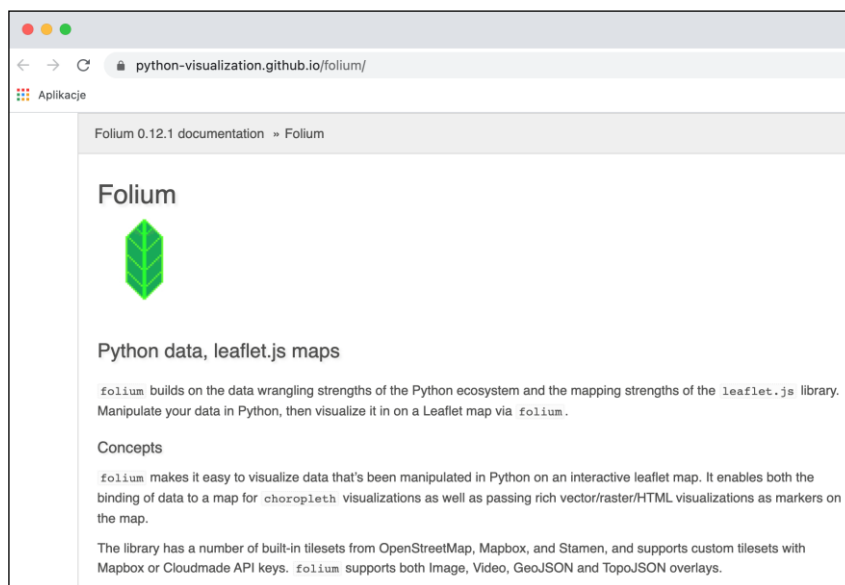 python-visualization.github.io/folium/
Aplikacje
Folium 0.12.1 documentation » Folium
Folium
Python data, leaflet.js maps
folium builds on the data wrangling strengths of the Python ecosystem and the mapping strengths of the leaflet.js library.
Manipulate your data in Python, then visualize it in on a Leaflet map via folium.
Concepts
folium makes it easy to visualize data that's been manipulated in Python on an interactive leaflet map. It enables both the
binding of data to a map for choropleth visualizations as well as passing rich vector/raster/HTML visualizations as markers on
the map.
The library has a number of built-in tilesets from OpenStreetMap, Mapbox, and Stamen, and supports custom tilesets with
Mapbox or Cloudmade API keys. folium supports both Image, Video, GeoJSON and TopoJSON overlays.